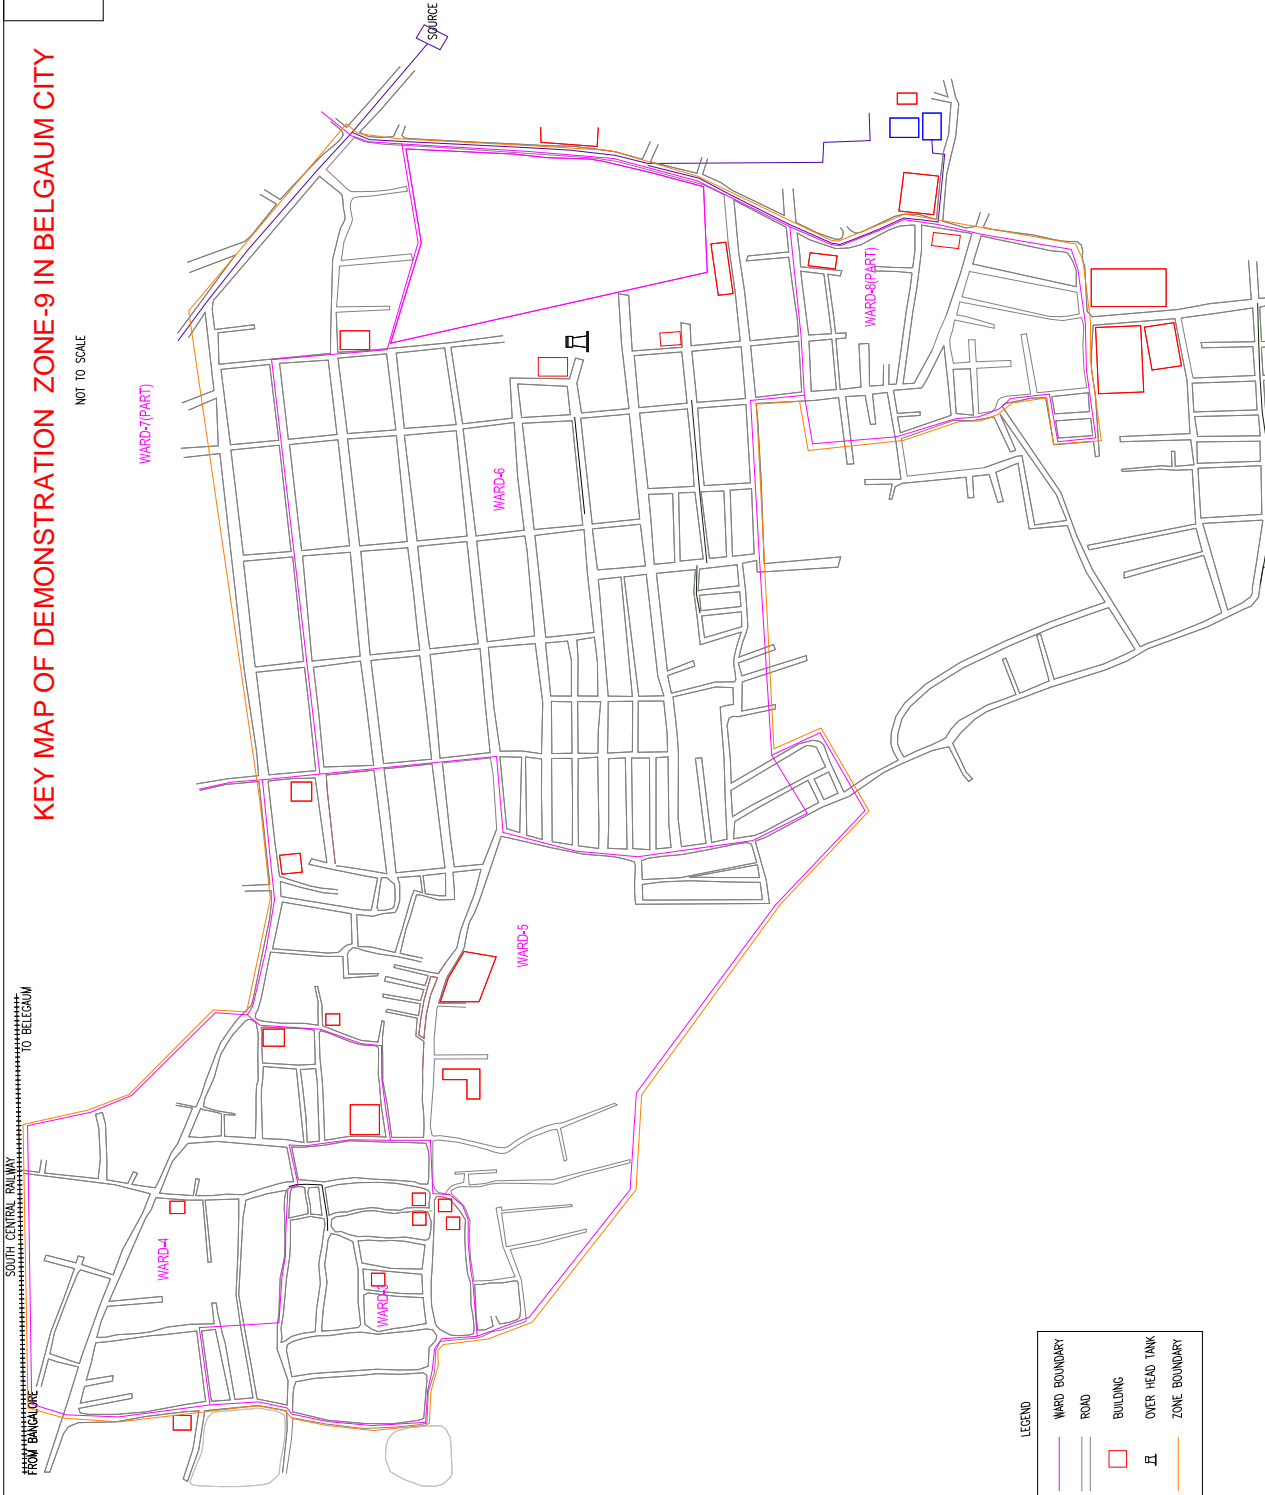 KEY MAP OF DEMONSTRATION ZONE-9 IN BELGAUM CITY
NOT TO SCALE
SOURCE
WARD-7(PART)
WARD-8(PART)
WARD-6
WARD-5
WARD-4
WARD-3
TO BELEGAUM
SOUTH CENTRAL RAILWAY
FROM BANGALORE
LEGEND
WARD BOUNDARY
ROAD
BUILDING
OVER HEAD TANK
ZONE BOUNDARY